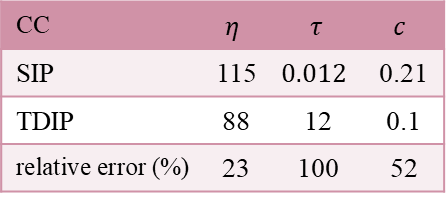 CC η τ c
SIP 115 0.012 0.21
TDIP 88 12 0.1
relative error (%) 23 100 52